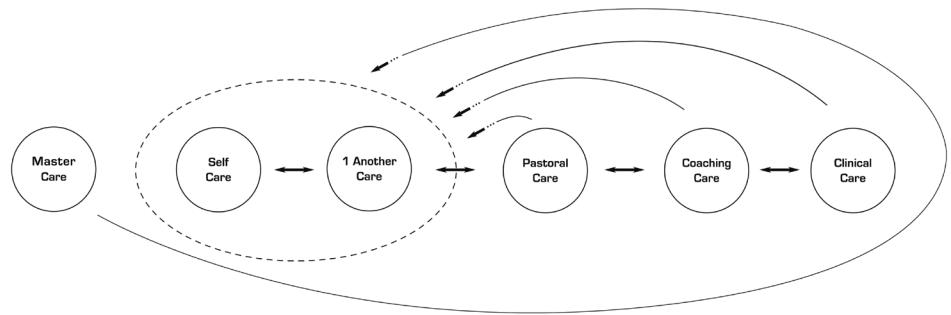 Master
Care
Self
Care
1 Another
Care
Pastoral
Care
Coaching
Care
Clinical
Care